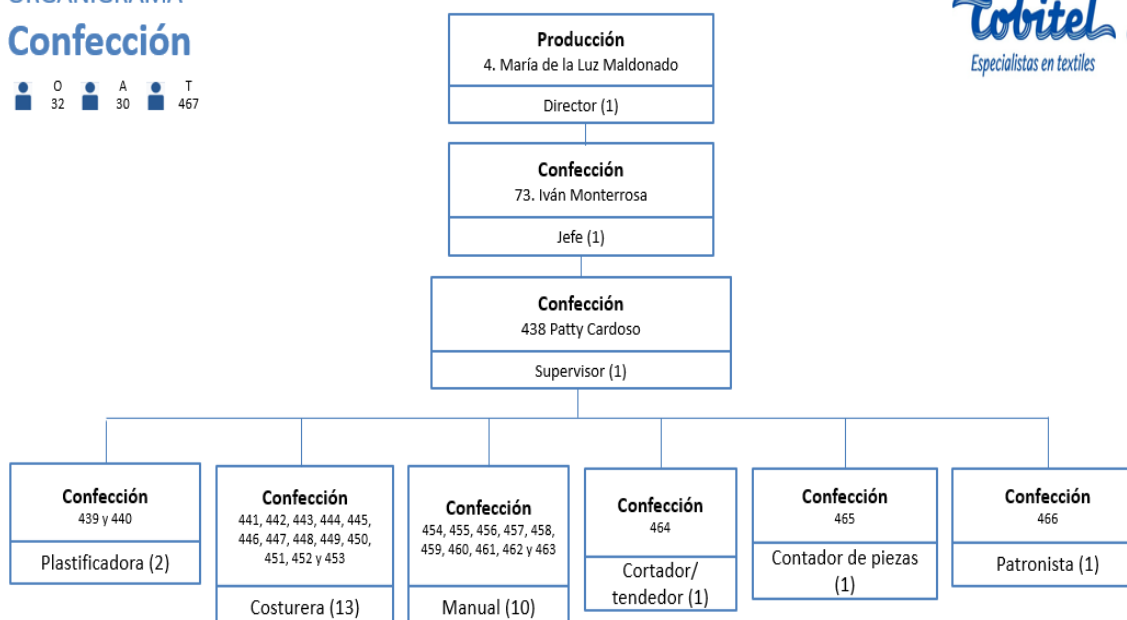 ORGANIGRAMA
Confección
O A T
32 30 467
Tobitel
Especialistas en textiles
Producción
4. María de la Luz Maldonado
Director (1)
Confección
73. Iván Monterrosa
Jefe (1)
Confección
438 Patty Cardoso
Supervisor (1)
Confección
439 y 440
Plastificadora (2)
Confección
441, 442, 443, 444, 445,
446, 447, 448, 449, 450,
451, 452 y 453
Costurera (13)
Confección
454, 455, 456, 457, 458,
459, 460, 461, 462 y 463
Manual (10)
Confección
464
Cortador/
tendedor (1)
Confección
465
Contador de piezas
(1)
Confección
466
Patronista (1)